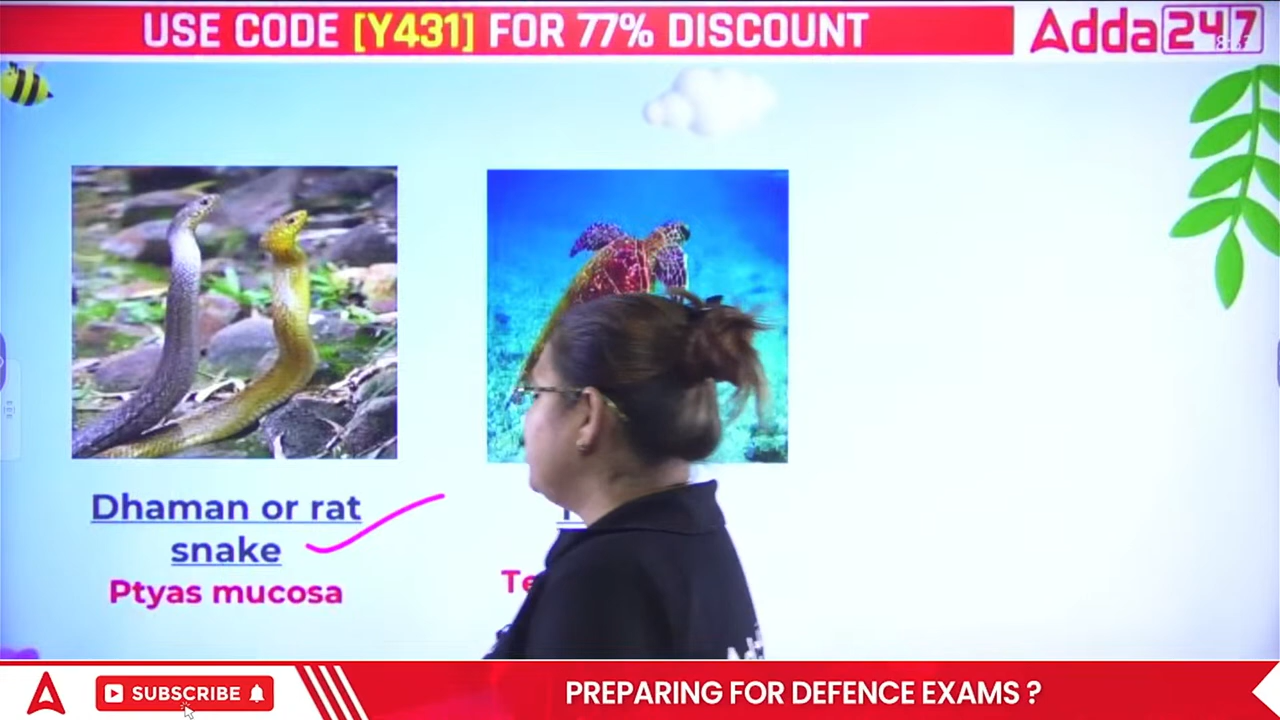 USE CODE [Y431] FOR 77% DISCOUNT
Adda247
Dhaman or rat
snake
Ptyas mucosa
SUBSCRIBE
PREPARING FOR DEFENCE EXAMS ?